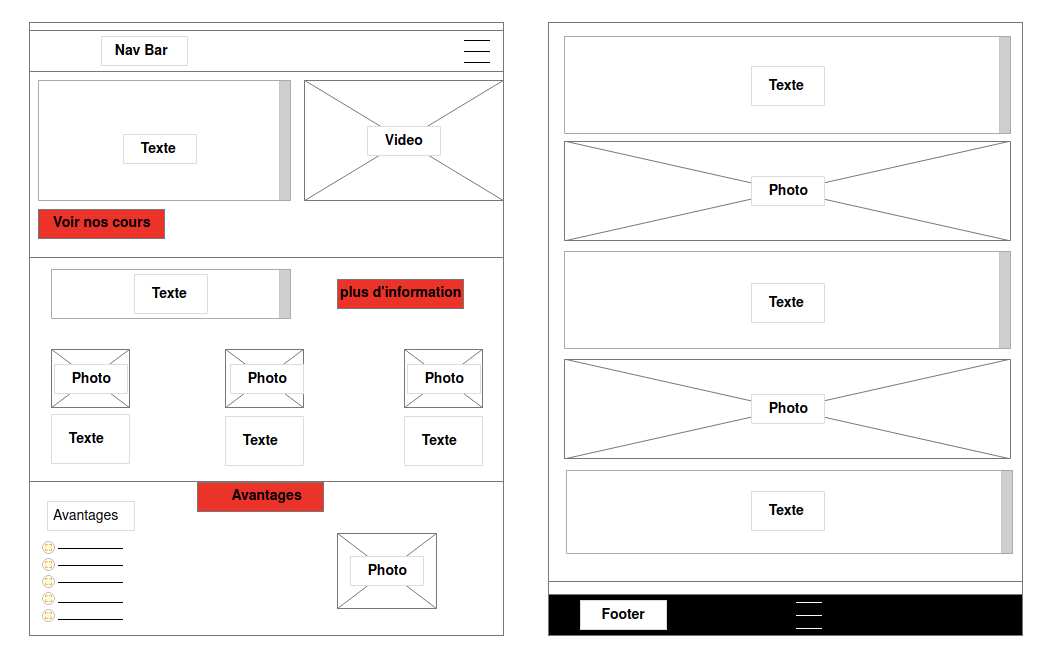 Nav Bar
Texte
Video
Voir nos cours
Texte
plus d'information
Photo
Photo
Photo
Texte
Texte
Texte
Avantages
Avantages
Photo
Texte
Photo
Texte
Photo
Texte
Footer